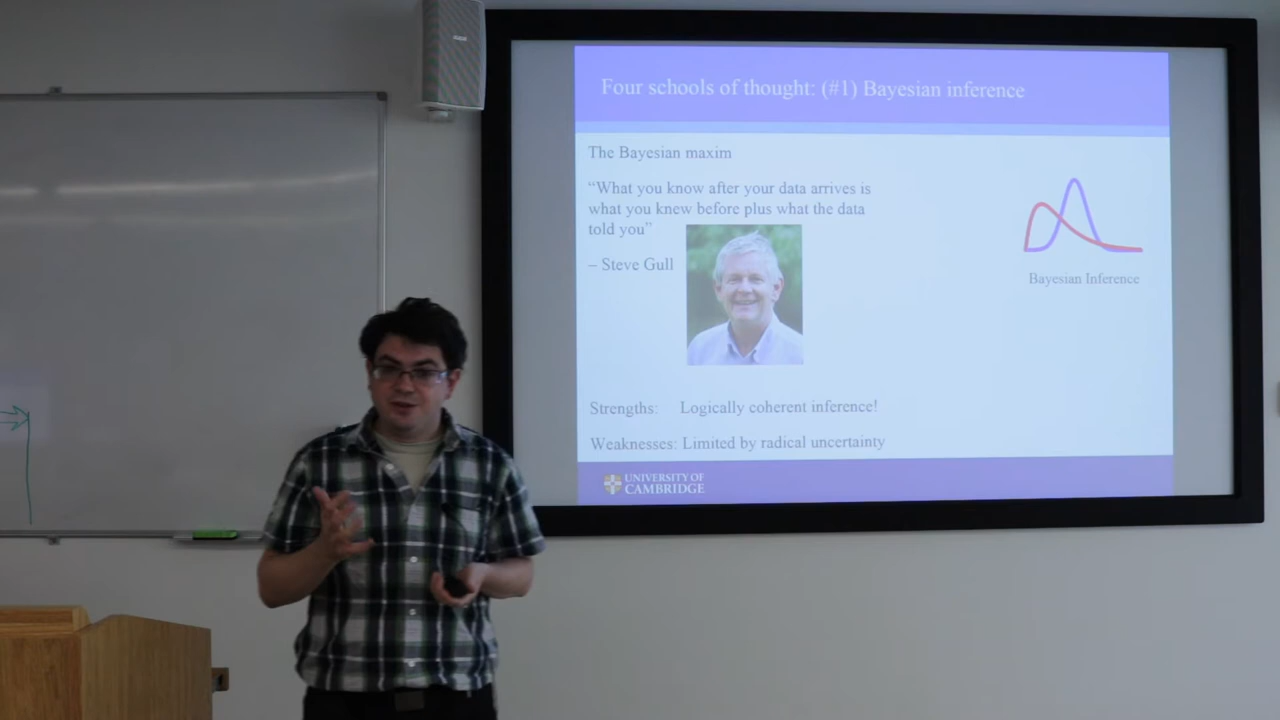 Four schools of thought: (#1) Bayesian inference
The Bayesian maxim
“What you know after your data arrives is
what you knew before plus what the data
told you”
– Steve Gull
Bayesian Inference
Strengths: Logically coherent inference!
Weaknesses: Limited by radical uncertainty
UNIVERSITY OF
CAMBRIDGE